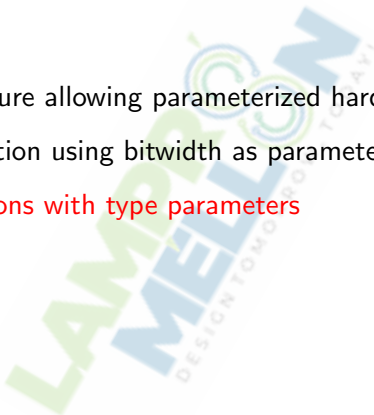 ure allowing parameterized hard
tion using bitwidth as paramete
ons with type parameters
LAMPRO
MELLON
DESIGN TOMORROW TODAY!